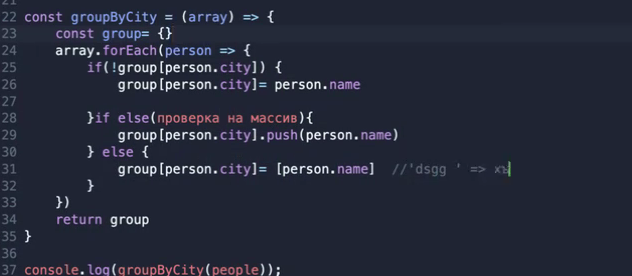 21
22 const groupByCity = (array) => {
23 const group= {}
24 array.forEach(person => {
25 if(!group[person.city]) {
26 group[person.city]= person.name
27
28 }if else(проверка на массив){
29 group[person.city].push(person.name)
30 } else {
31 group[person.city]= [person.name] //'dsgg ' => хъ
32 }
33 })
34 return group
35 }
36
37 console.log(groupByCity(people));